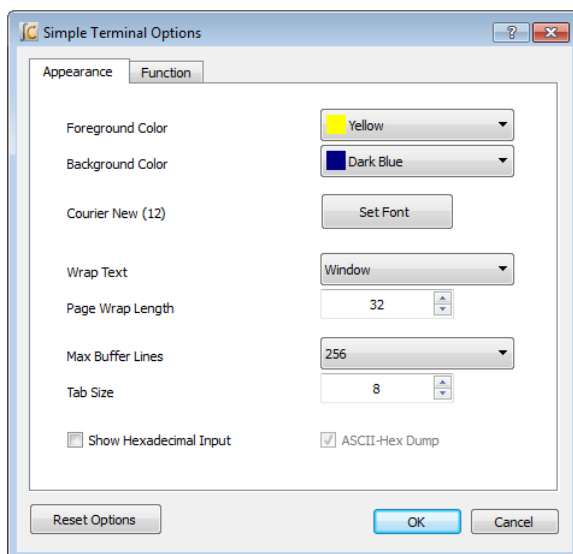 Simple Terminal Options
?
Appearance Function
Foreground Color Yellow
Background Color Dark Blue
Courier New (12) Set Font
Wrap Text Window
Page Wrap Length 32
Max Buffer Lines 256
Tab Size 8
Show Hexadecimal Input ASCII-Hex Dump
Reset Options OK Cancel